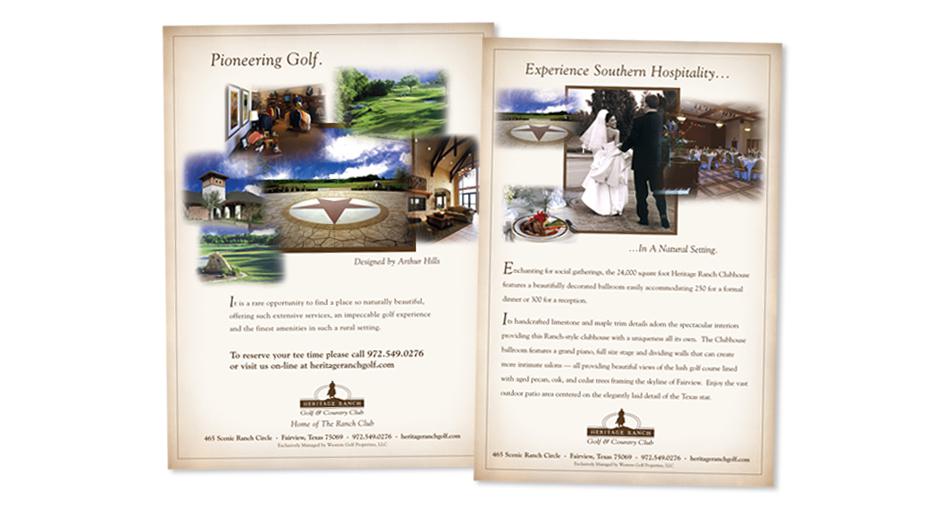 Pioneering Golf.
Designed by Arthur Hills
It is a rare opportunity to find a place so naturally beautiful,
offering such extensive services, an impeccable golf experience
and the finest amenities in such a rural setting.
To reserve your tee time please call 972.549.0276
or visit us on-line at heritageranchgolf.com
HERITAGE RANCH
Golf & Country Club
Home of The Ranch Club
465 Scenic Ranch Circle - Fairview, Texas 75069 - 972.549.0276 - heritageranchgolf.com
Exclusively Managed by Western Golf Properties, LLC
Experience Southern Hospitality…
…In A Natural Setting.
Enchanting for social gatherings, the 24,000 square foot Heritage Ranch Clubhouse
features a beautifully decorated ballroom easily accommodating 250 for a formal
dinner or 300 for a reception.
Its handcrafted limestone and maple trim details adorn the spectacular interiors
providing this Ranch-style clubhouse with a uniqueness all its own. The Clubhouse
ballroom features a grand piano, full size stage and dividing walls that can create
more intimate salons — all providing beautiful views of the lush golf course lined
with aged pecan, oak, and cedar trees framing the skyline of Fairview. Enjoy the vast
outdoor patio area centered on the elegantly laid detail of the Texas star.
HERITAGE RANCH
Golf & Country Club
465 Scenic Ranch Circle - Fairview, Texas 75069 - 972.549.0276 - heritageranchgolf.com
Exclusively Managed by Western Golf Properties, LLC